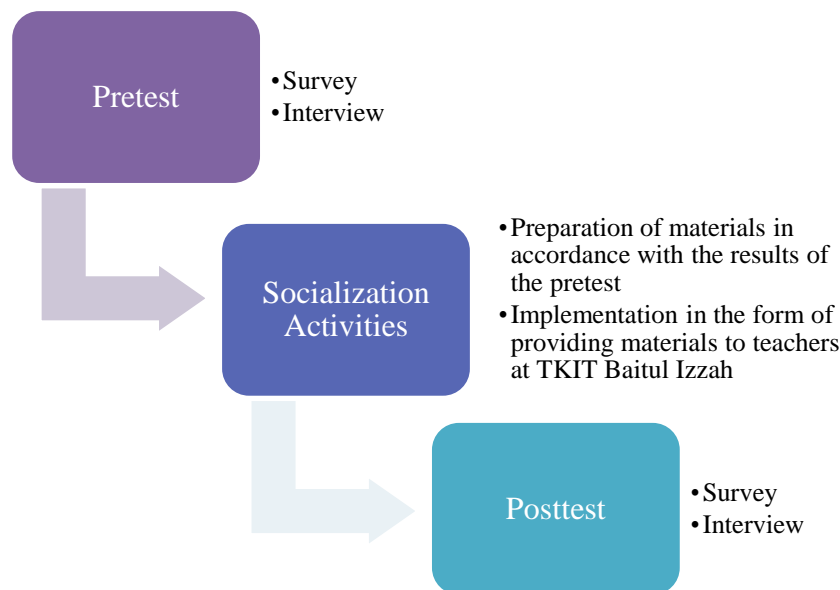 Pretest
•Survey
•Interview
Socialization
Activities
•Preparation of materials in
accordance with the results of
the pretest
•Implementation in the form of
providing materials to teachers
at TKIT Baitul Izzah
Posttest
•Survey
•Interview